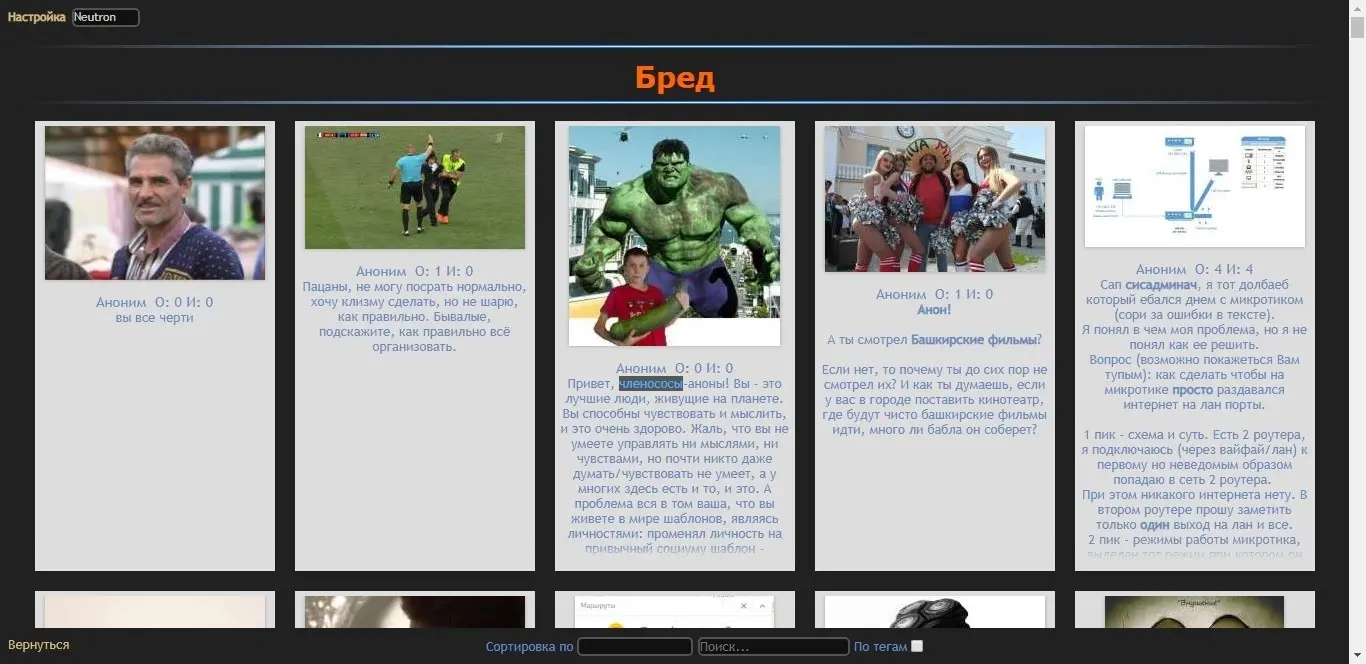 Настройка Neutron
Бред
Аноним О: 0 И: 0
вы все черти
Аноним О: 1 И: 0
Пацаны, не могу посрать нормально,
хочу клизму сделать, но не шарю,
как правильно. Бывалые,
подскажите, как правильно всё
организовать.
Аноним О: 0 И: 0
Привет, членососы-аноны! Вы - это
лучшие люди, живущие на планете.
Вы способны чувствовать и мыслить,
и это очень здорово. Жаль, что вы не
умеете управлять ни мыслями, ни
чувствами, но почти никто даже
думать/чувствовать не умеет, а у
многих здесь есть и то, и это. А
проблема вся в том ваша, что вы
живете в мире шаблонов, являясь
личностями: променял личность на
привычный социуму шаблон -
VIVA MEXI
Аноним О: 1 И: 0
Анон!
А ты смотрел Башкирские фильмы?
Если нет, то почему ты до сих пор не
смотрел их? И как ты думаешь, если
у вас в городе поставить кинотеатр,
где будут чисто башкирские фильмы
идти, много ли бабла он соберет?
Аноним О: 4 И: 4
Сап сисадминач, я тот долбаеб
который ебался днем с микротиком
(сори за ошибки в тексте).
Я понял в чем моя проблема, но я не
понял как ее решить.
Вопрос (возможно покажеться Вам
тупым): как сделать чтобы на
микротике просто раздавался
интернет на лан порты.
1 пик - схема и суть. Есть 2 роутера,
я подключаюсь (через вайфай/лан) к
первому но неведомым образом
попадаю в сеть 2 роутера.
При этом никакого интернета нету. В
втором роутере прошу заметить
только один выход на лан и все.
2 пик - режимы работы микротика,
выделен тот режим при котором он
Маршруты
"Внушение"
Вернуться
Сортировка по Поиск... По тегам